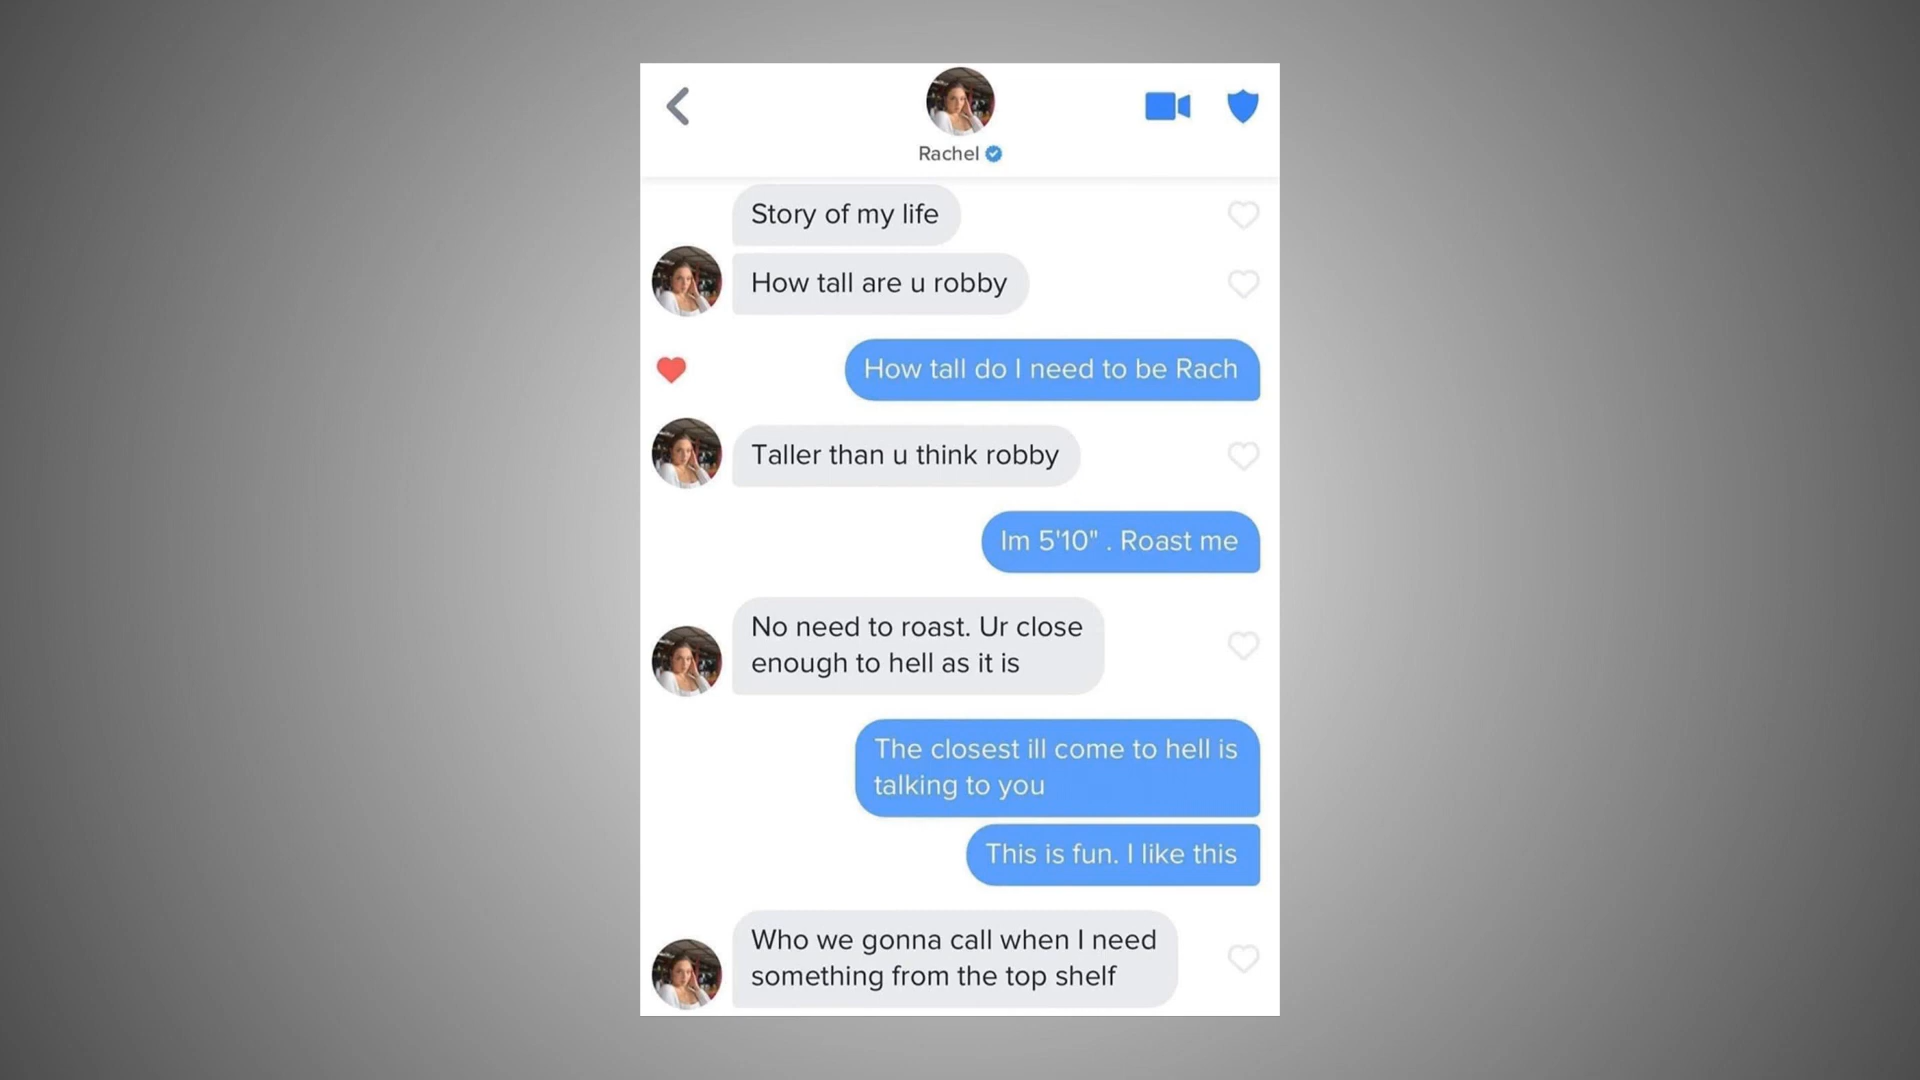 Rachel
Story of my life
How tall are u robby
How tall do I need to be Rach
Taller than u think robby
Im 5'10" . Roast me
No need to roast. Ur close
enough to hell as it is
The closest ill come to hell is
talking to you
This is fun. I like this
Who we gonna call when I need
something from the top shelf